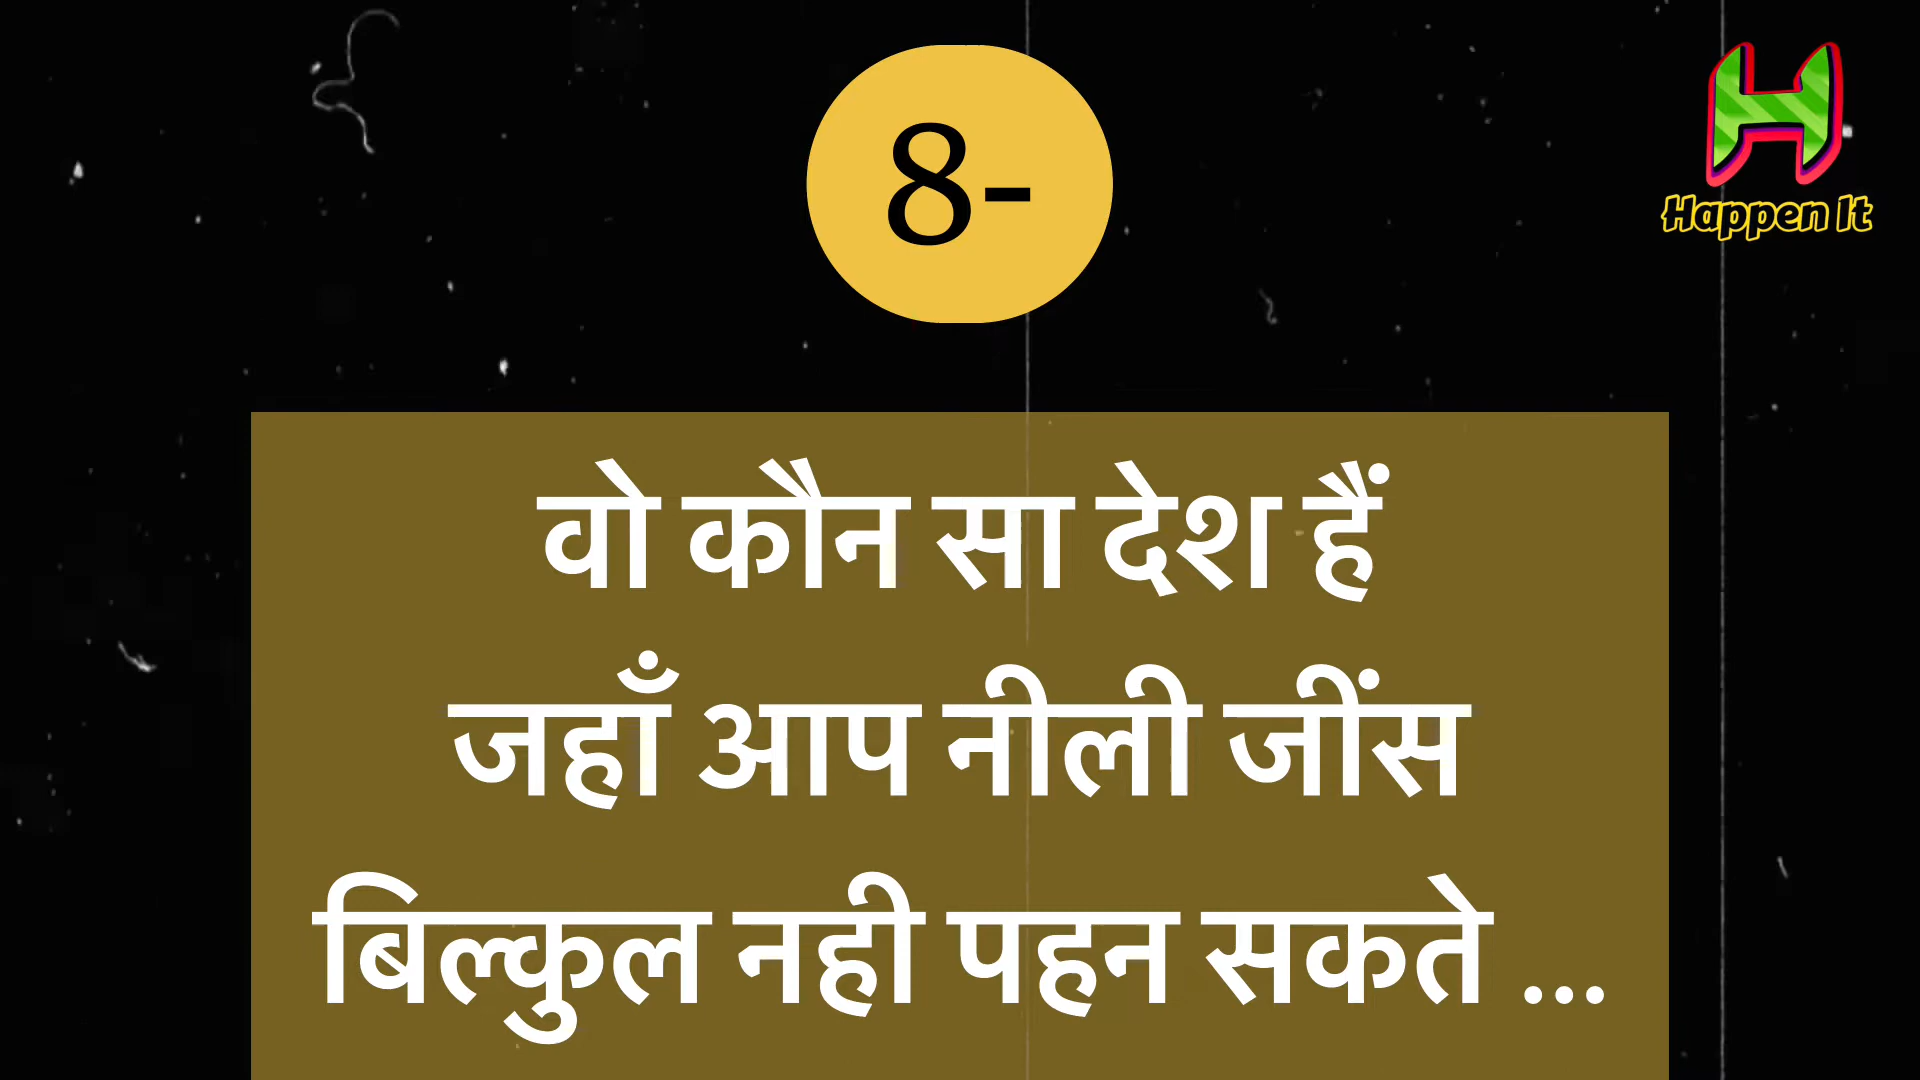 8-
Happen It
वो कौन सा देश हैं
जहाँ आप नीली जींस
बिल्कुल नही पहन सकते ...